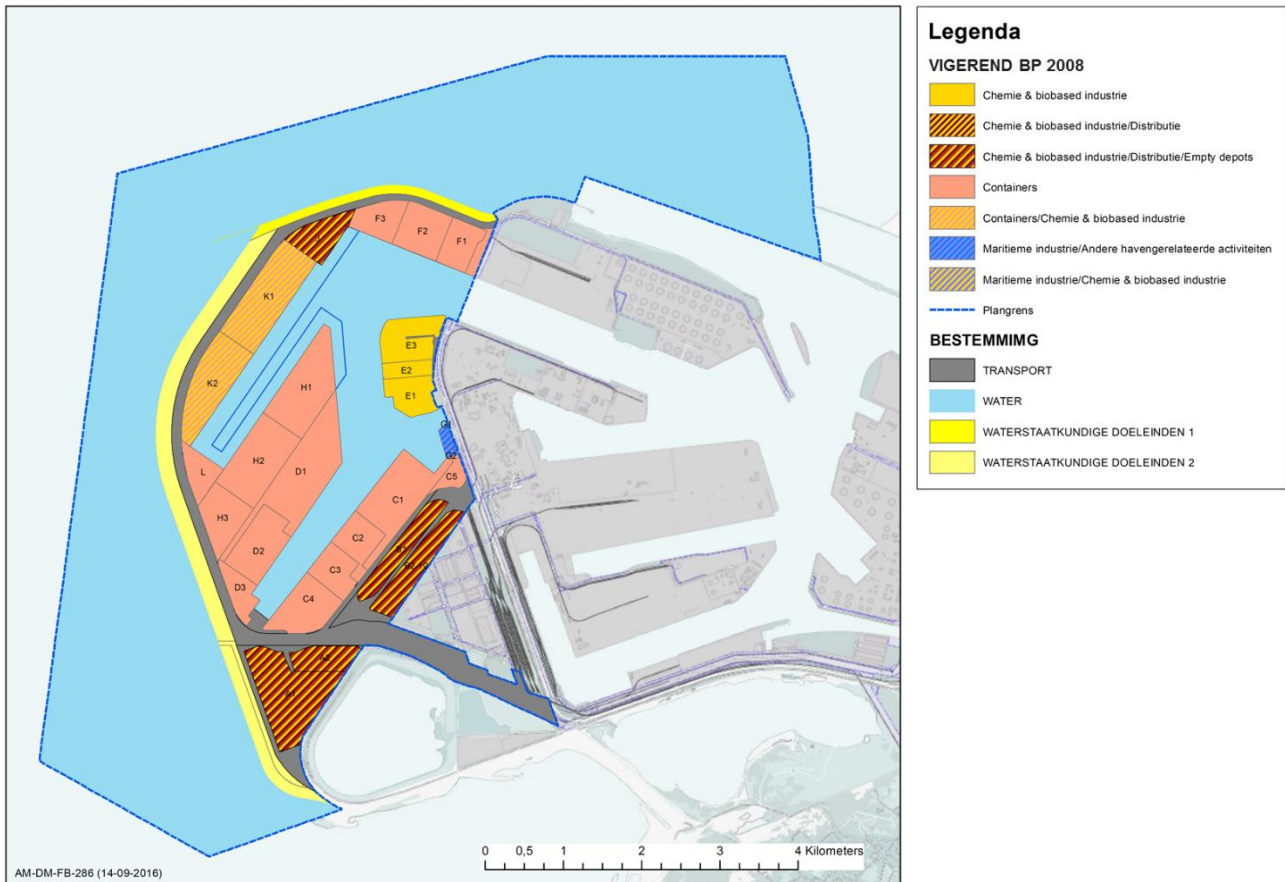 F3
F2
F1
K1
K2
E3
E2
E1
H1
G1
G2
H2
D1
L
C5
C1
H3
C2
D2
C3
D3
C4
AM-DM-FB-286 (14-09-2016)
0 0,5 1 2 3 4 Kilometers
Legenda
VIGEREND BP 2008
Chemie & biobased industrie
Chemie & biobased industrie/Distributie
Chemie & biobased industrie/Distributie/Empty depots
Containers
Containers/Chemie & biobased industrie
Maritieme industrie/Andere havengerelateerde activiteiten
Maritieme industrie/Chemie & biobased industrie
Plangrens
BESTEMMIMG
TRANSPORT
WATER
WATERSTAATKUNDIGE DOELEINDEN 1
WATERSTAATKUNDIGE DOELEINDEN 2